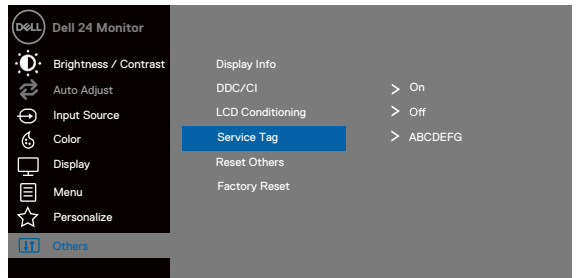 DELL Dell 24 Monitor
Brightness / Contrast
Auto Adjust
Input Source
Color
Display
Menu
Personalize
Others
Display Info
DDC/CI > On
LCD Conditioning > Off
Service Tag > ABCDEFG
Reset Others
Factory Reset